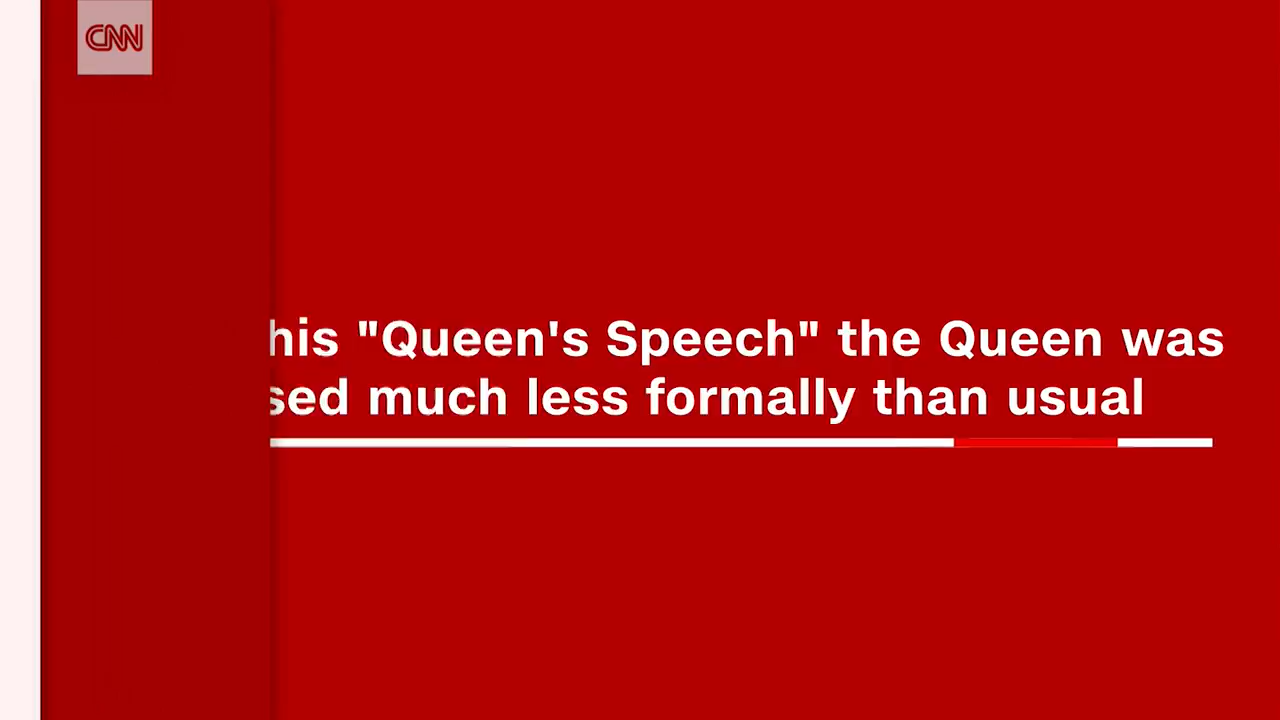 CNN
his "Queen's Speech" the Queen was
sed much less formally than usual